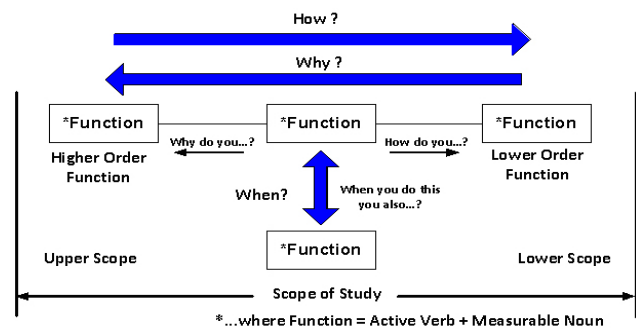 How ?
Why ?
*Function
*Function
*Function
Why do you...?
How do you...?
Higher Order
Function
Lower Order
Function
When?
When you do this
you also...?
*Function
Upper Scope
Lower Scope
Scope of Study
*...where Function = Active Verb + Measurable Noun